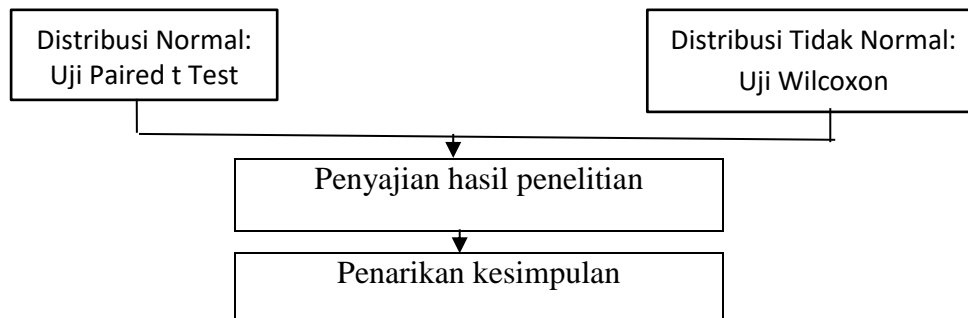 Distribusi Normal:
Uji Paired t Test
Distribusi Tidak Normal:
Uji Wilcoxon
Penyajian hasil penelitian
Penarikan kesimpulan